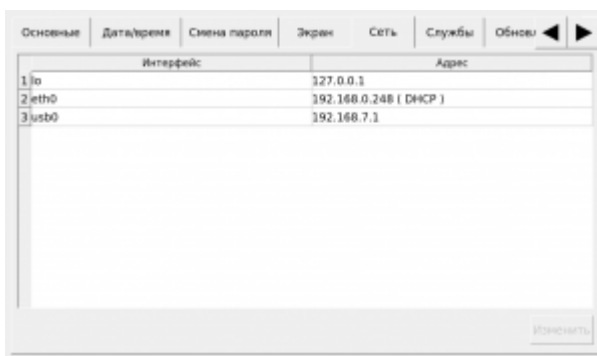 Основные Дата/время Смена пароля Экран Сеть Службы Обнов
Интерфейс Адрес
1 lo 127.0.0.1
2 eth0 192.168.0.248 ( DHCP )
3 usb0 192.168.7.1
Изменить